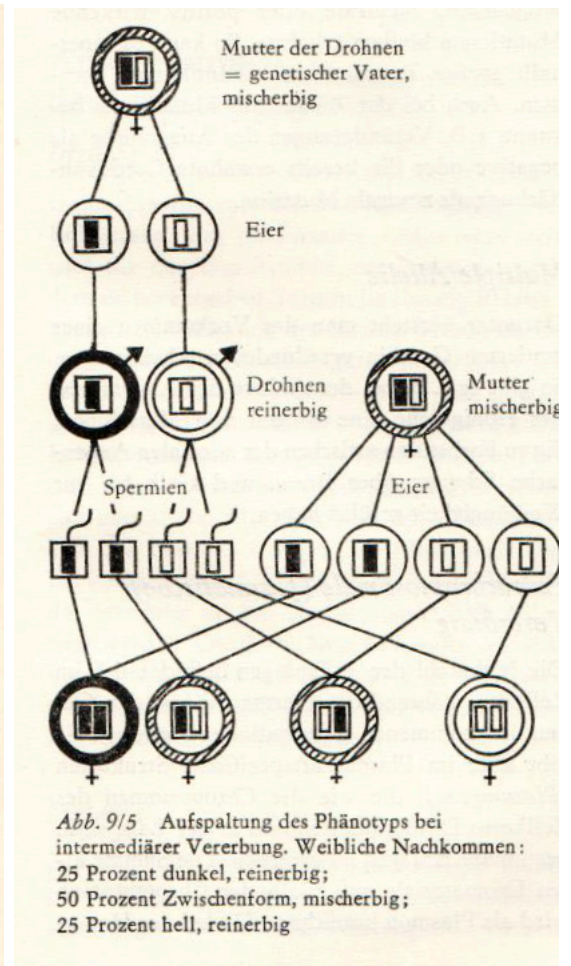 Mutter der Drohnen
= genetischer Vater,
mischerbig
Eier
Drohnen
reinerbig
Mutter
mischerbig
Spermien
Eier
Abb. 9/5 Aufspaltung des Phänotyps bei
intermediärer Vererbung. Weibliche Nachkommen:
25 Prozent dunkel, reinerbig;
50 Prozent Zwischenform, mischerbig;
25 Prozent hell, reinerbig